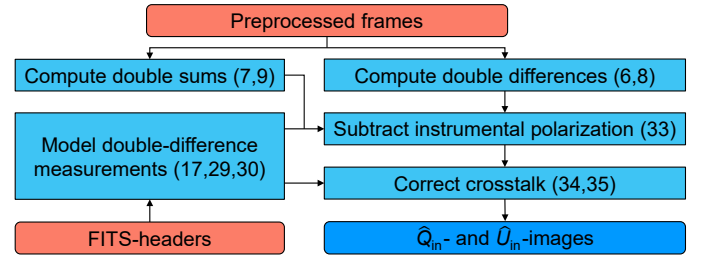 Preprocessed frames
Compute double sums (7,9)
Compute double differences (6,8)
Model double-difference
measurements (17,29,30)
Subtract instrumental polarization (33)
Correct crosstalk (34,35)
FITS-headers
Q̂in- and Ûin-images